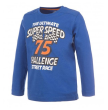 THE ULTIMATE
SUPER SPEED
75
CHALLENGE
STREET RACE